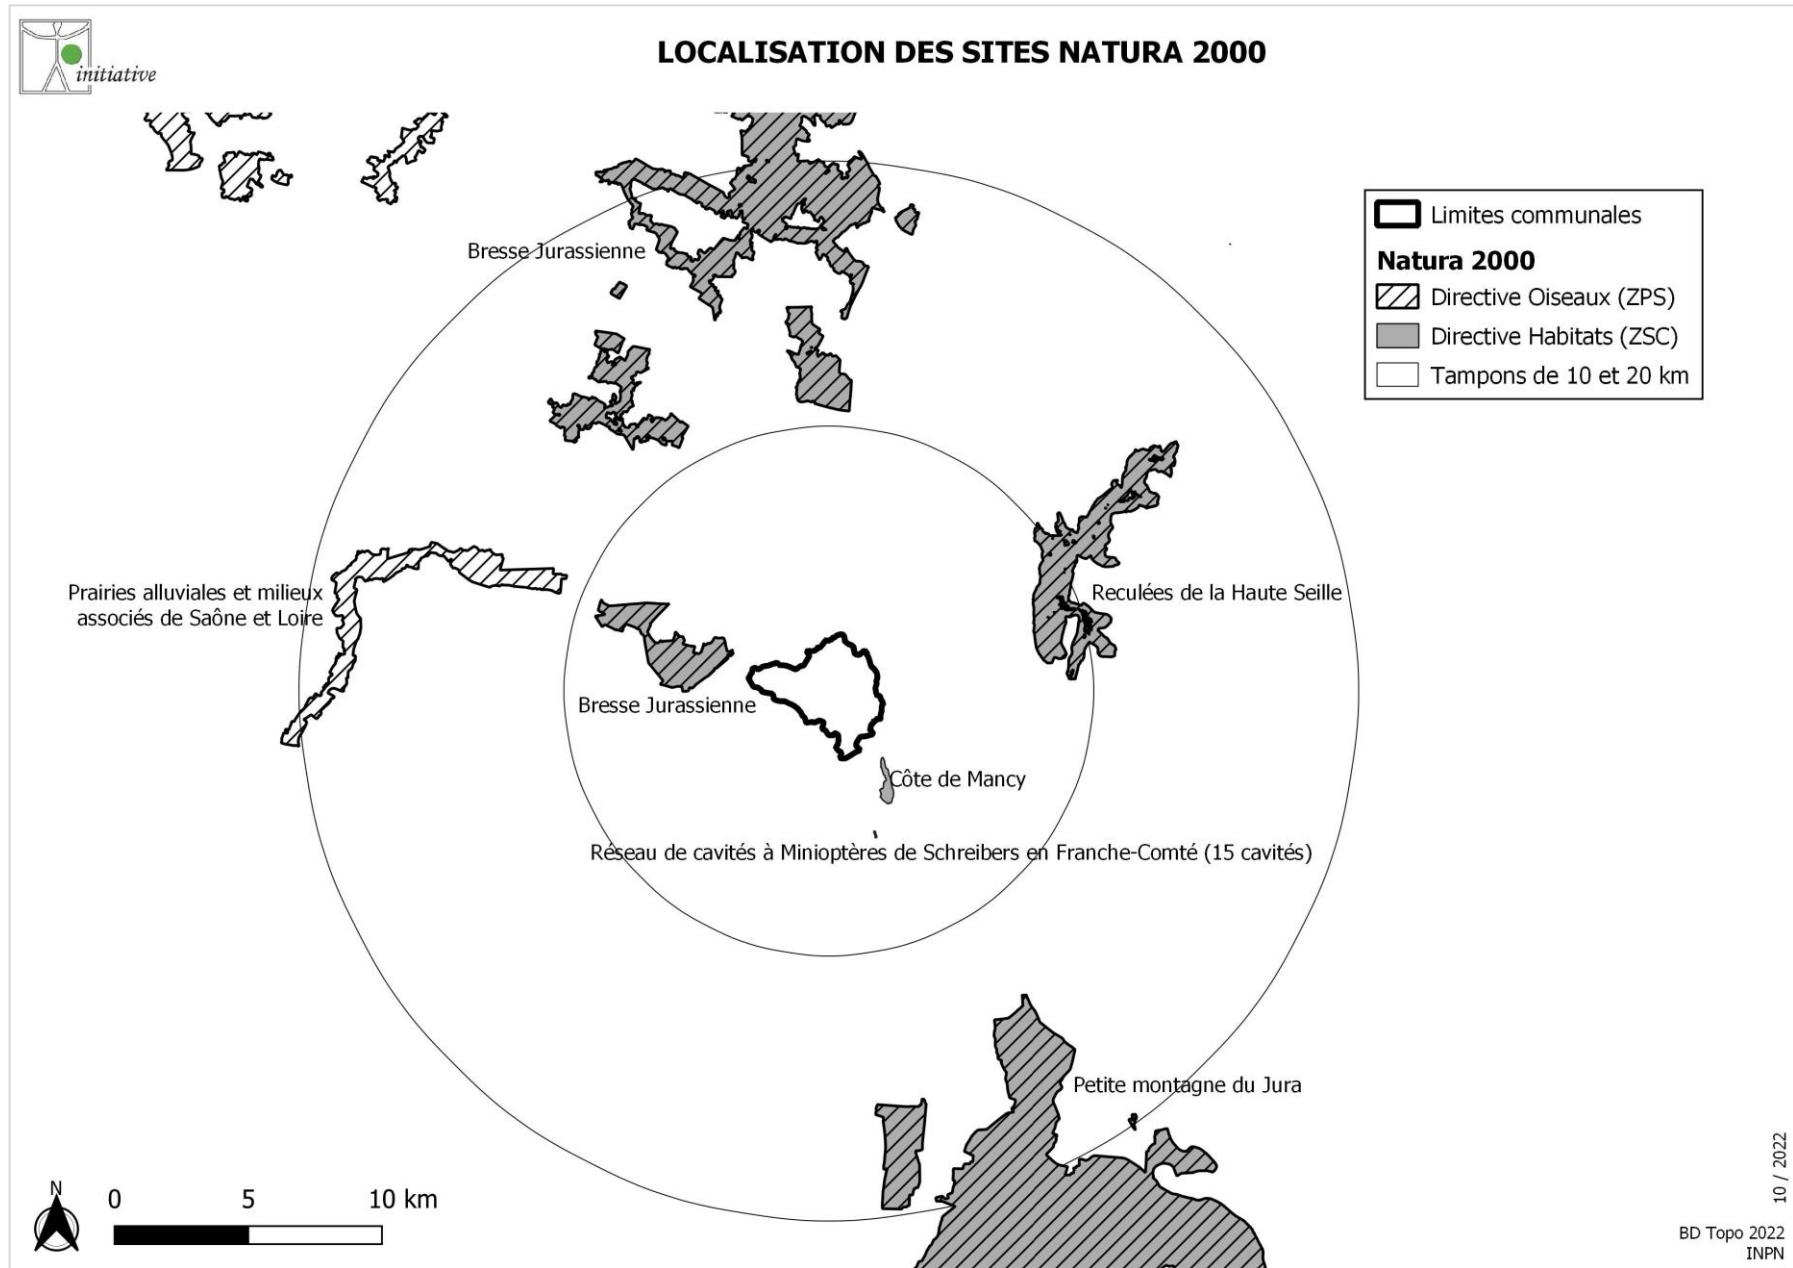 initiative
LOCALISATION DES SITES NATURA 2000
Limites communales
Natura 2000
Directive Oiseaux (ZPS)
Directive Habitats (ZSC)
Tampons de 10 et 20 km
Bresse Jurassienne
Prairies alluviales et milieux
associés de Saône et Loire
Reculées de la Haute Seille
Bresse Jurassienne
Côte de Mancy
Réseau de cavités à Minioptères de Schreibers en Franche-Comté (15 cavités)
Petite montagne du Jura
N
0 5 10 km
10 / 2022
BD Topo 2022
INPN